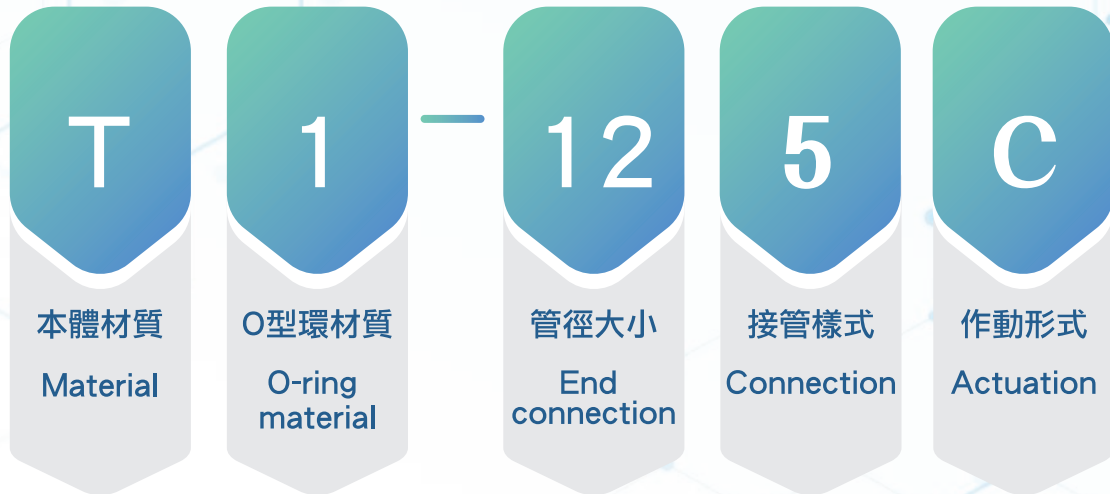 T
1
—
12
5
C
本體材質
Material
O型環材質
O-ring
material
管徑大小
End
connection
接管樣式
Connection
作動形式
Actuation